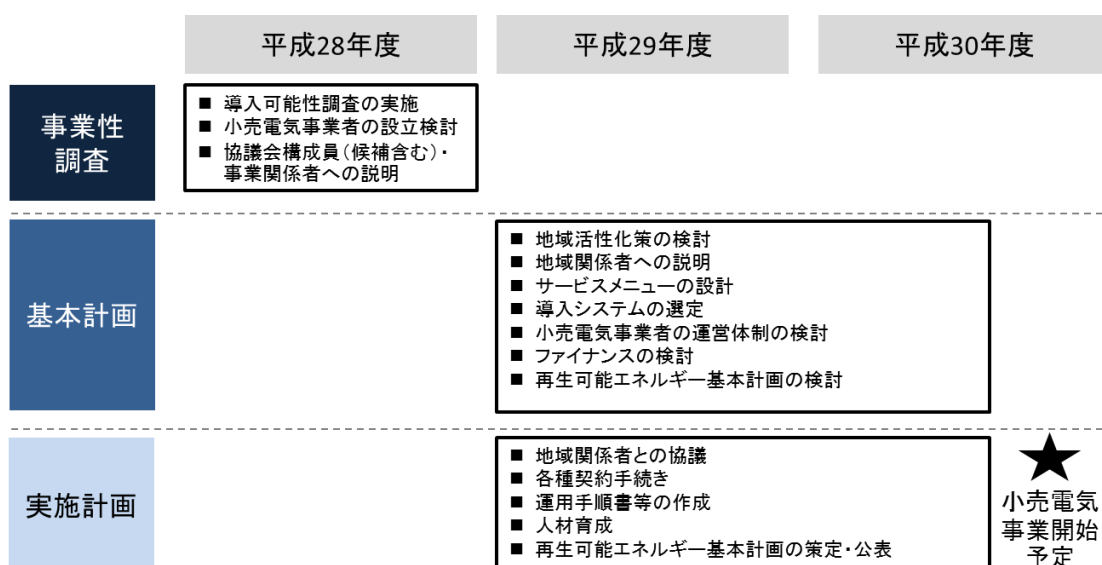 平成28年度
平成29年度
平成30年度
事業性
調査
■ 導入可能性調査の実施
■ 小売電気事業者の設立検討
■ 協議会構成員(候補含む)・
事業関係者への説明
基本計画
■ 地域活性化策の検討
■ 地域関係者への説明
■ サービスメニューの設計
■ 導入システムの選定
■ 小売電気事業者の運営体制の検討
■ ファイナンスの検討
■ 再生可能エネルギー基本計画の検討
実施計画
■ 地域関係者との協議
■ 各種契約手続き
■ 運用手順書等の作成
■ 人材育成
■ 再生可能エネルギー基本計画の策定・公表
★
小売電気
事業開始
予定